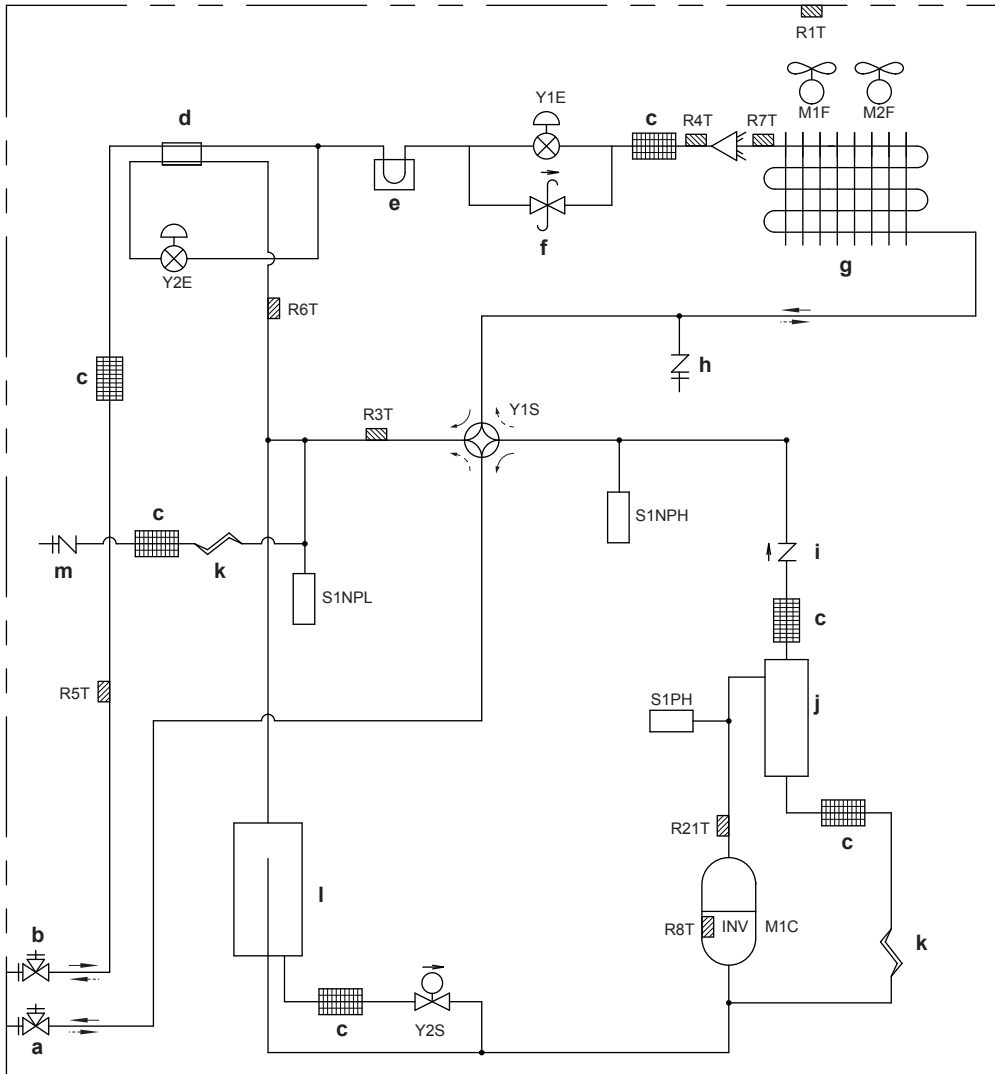 R1T
M1F M2F
Y1E
d c R4T R7T
e
f
g
Y2E
R6T
c
h
R3T Y1S
c
S1NPH
m k
i
S1NPL
c
R5T
S1PH
j
R21T
c
l
R8T INV M1C
b
k
c Y2S
a